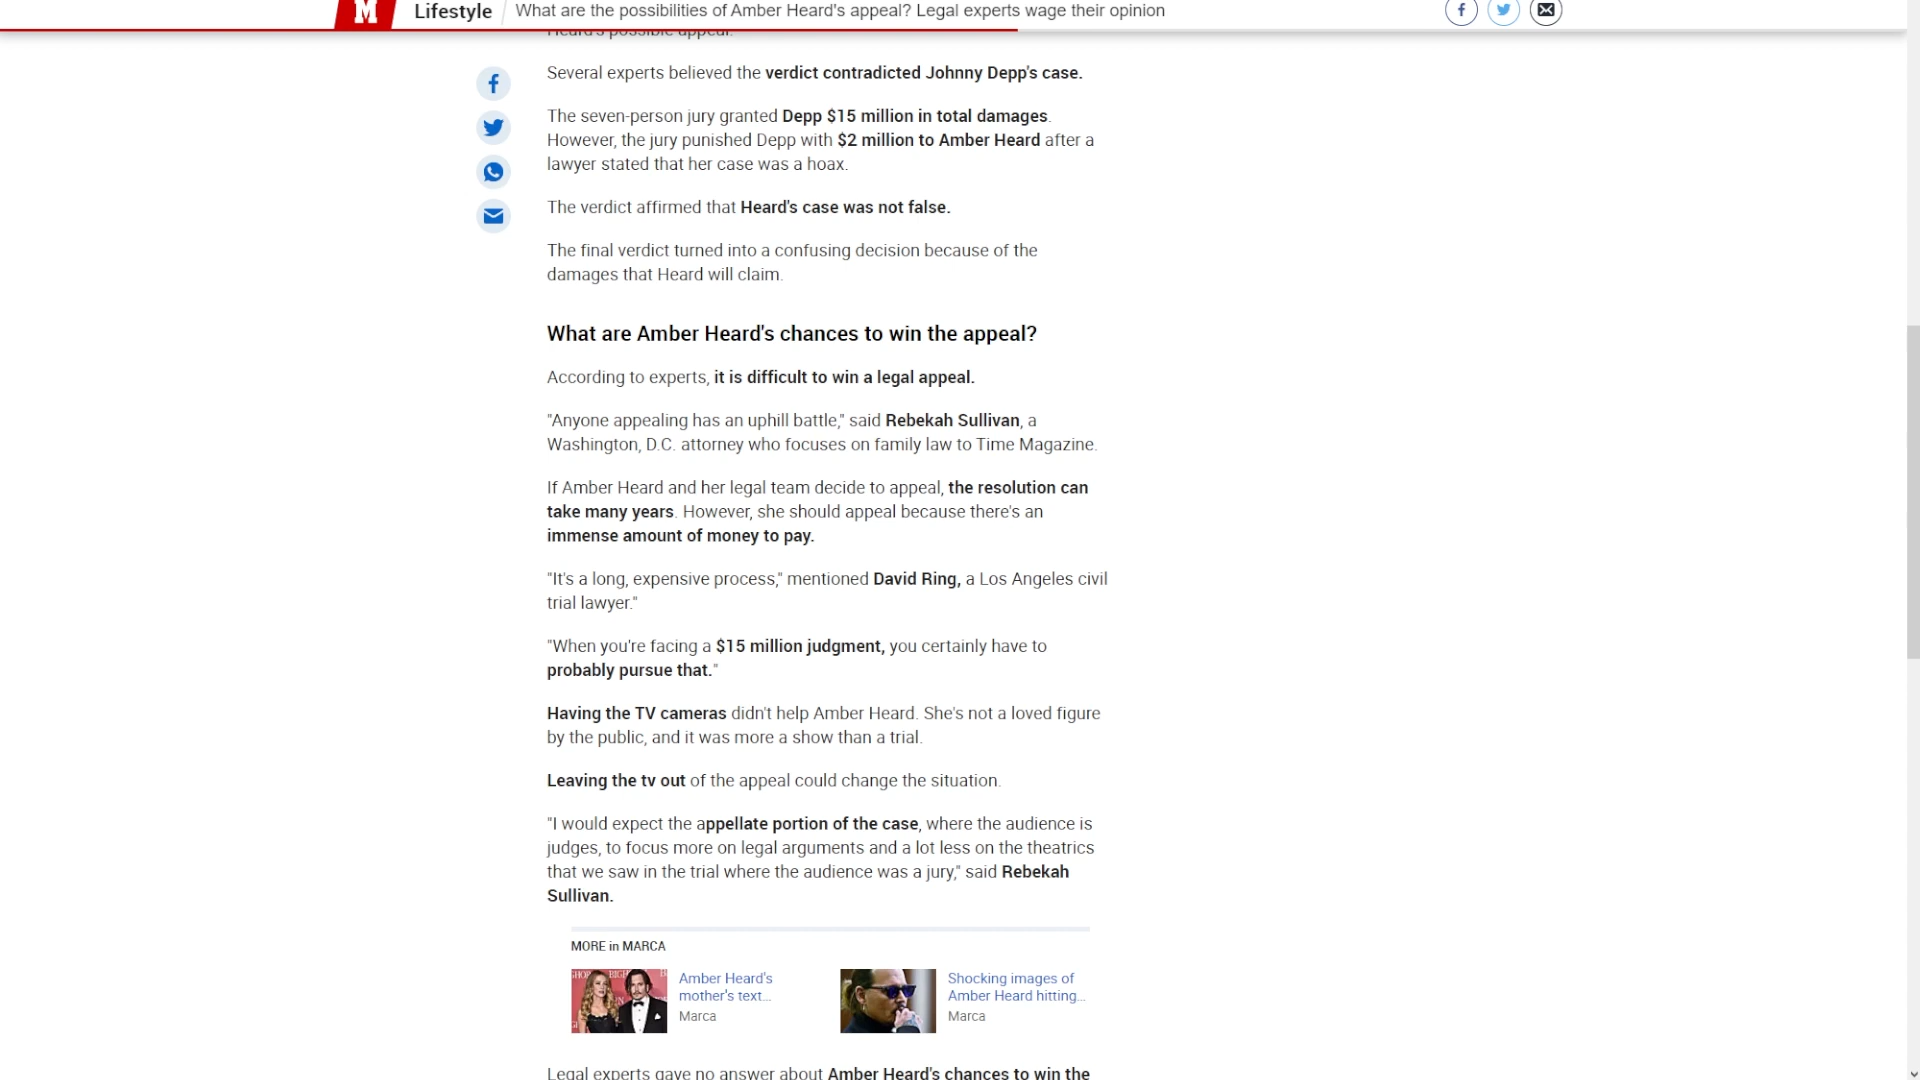 M
Lifestyle
What are the possibilities of Amber Heard's appeal? Legal experts wage their opinion
Heard's possible appeal.
Several experts believed the verdict contradicted Johnny Depp's case.
The seven-person jury granted Depp $15 million in total damages.
However, the jury punished Depp with $2 million to Amber Heard after a
lawyer stated that her case was a hoax.
The verdict affirmed that Heard's case was not false.
The final verdict turned into a confusing decision because of the
damages that Heard will claim.
What are Amber Heard's chances to win the appeal?
According to experts, it is difficult to win a legal appeal.
"Anyone appealing has an uphill battle," said Rebekah Sullivan, a
Washington, D.C. attorney who focuses on family law to Time Magazine.
If Amber Heard and her legal team decide to appeal, the resolution can
take many years. However, she should appeal because there's an
immense amount of money to pay.
"It's a long, expensive process," mentioned David Ring, a Los Angeles civil
trial lawyer."
"When you're facing a $15 million judgment, you certainly have to
probably pursue that."
Having the TV cameras didn't help Amber Heard. She's not a loved figure
by the public, and it was more a show than a trial.
Leaving the tv out of the appeal could change the situation.
"I would expect the appellate portion of the case, where the audience is
judges, to focus more on legal arguments and a lot less on the theatrics
that we saw in the trial where the audience was a jury," said Rebekah
Sullivan.
MORE in MARCA
Amber Heard's
mother's text...
Marca
Shocking images of
Amber Heard hitting...
Marca
Legal experts gave no answer about Amber Heard's chances to win the